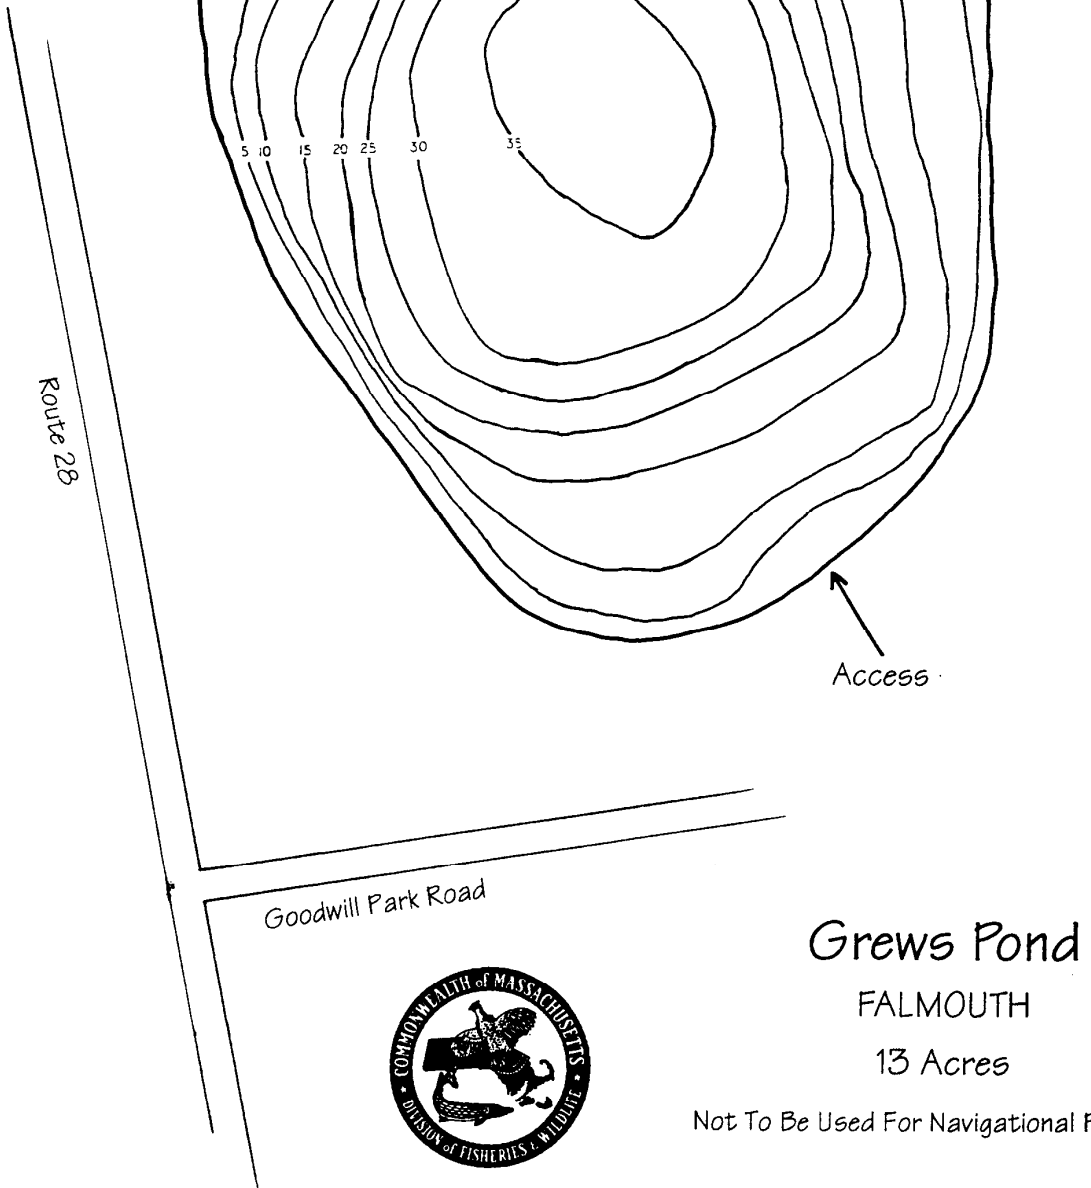 5 10 15 20 25 30 35
Route 28
Access
Goodwill Park Road
Grews Pond
FALMOUTH
13 Acres
Not To Be Used For Navigational
COMMONWEALTH of MASSACHUSETTS
DIVISION of FISHERIES & WILDLIFE